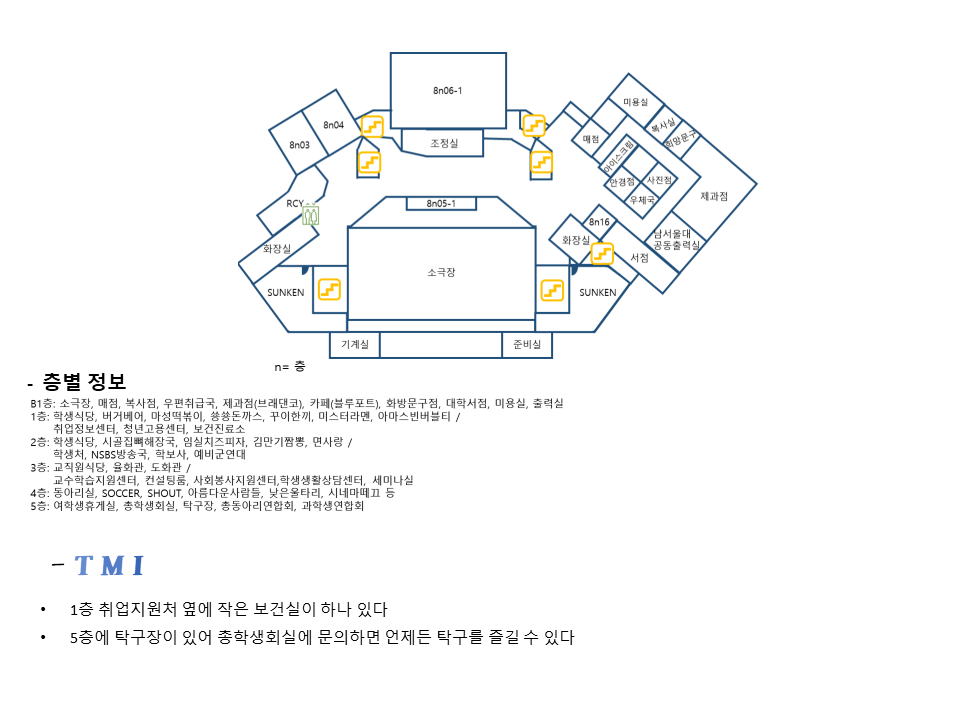 8n06-1
8n04
8n03
조정실
미용실
복사실
희망문구
매점
아이스크림
안경점
사진점
우체국
제과점
RCY
8n05-1
8n16
화장실
화장실
남서울대
공동출력실
서점
소극장
SUNKEN
SUNKEN
기계실
준비실
n= 층
- 층별 정보
B1층: 소극장, 매점, 복사점, 우편취급국, 제과점(브래댄코), 카페(블루포트), 화방문구점, 대학서점, 미용실, 출력실
1층: 학생식당, 버거베어, 마성떡볶이, 쑝쑝돈까스, 꾸이한끼, 미스터라멘, 아마스빈버블티 /
취업정보센터, 청년고용센터, 보건진료소
2층: 학생식당, 시골집뼈해장국, 임실치즈피자, 김만기짬뽕, 면사랑 /
학생처, NSBS방송국, 학보사, 예비군연대
3층: 교직원식당, 율화관, 도화관 /
교수학습지원센터, 컨설팅룸, 사회봉사지원센터,학생생활상담센터, 세미나실
4층: 동아리실, SOCCER, SHOUT, 아름다운사람들, 낮은울타리, 시네마떼끄 등
5층: 여학생휴게실, 총학생회실, 탁구장, 총동아리연합회, 과학생연합회
- TMI
• 1층 취업지원처 옆에 작은 보건실이 하나 있다
• 5층에 탁구장이 있어 총학생회실에 문의하면 언제든 탁구를 즐길 수 있다